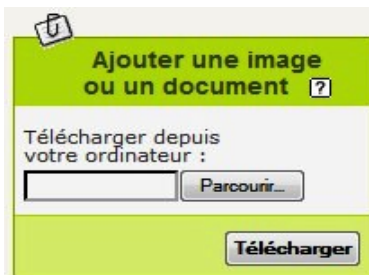 Ajouter une image
ou un document ?
Télécharger depuis
votre ordinateur :
Parcourir...
Télécharger